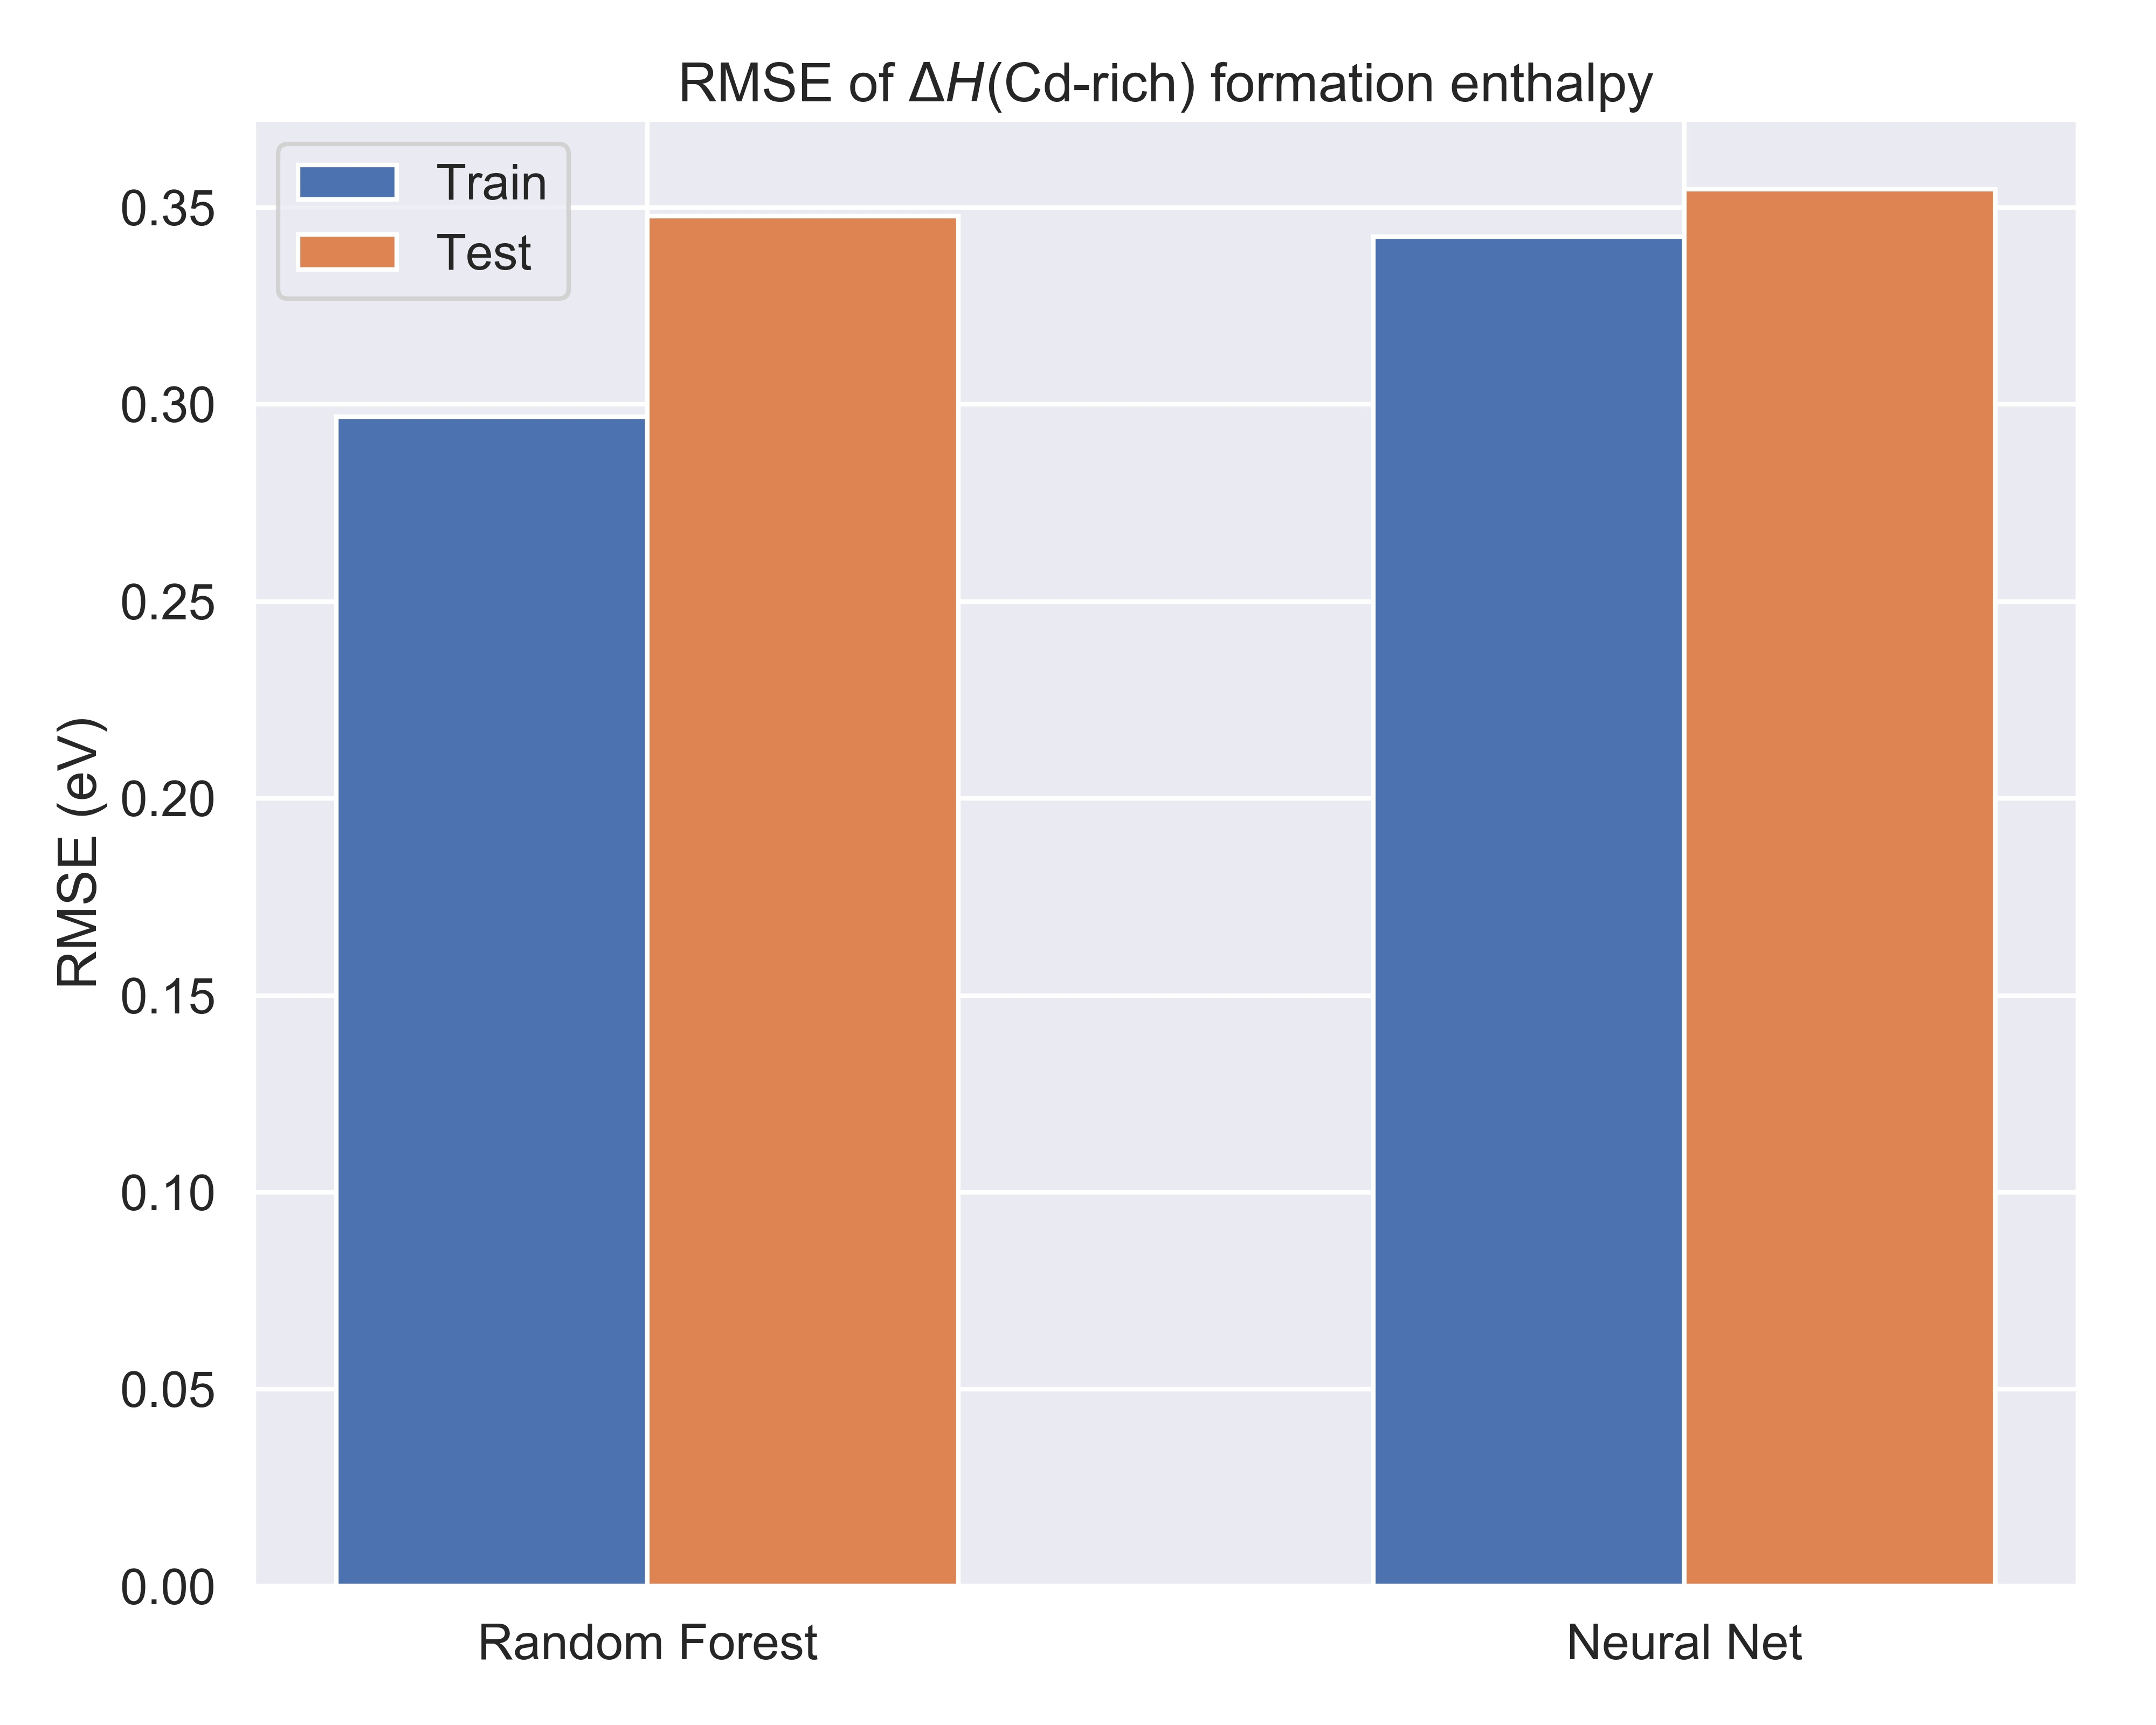 RMSE of ΔH(Cd-rich) formation enthalpy
Train
Test
0.35
0.30
0.25
0.20
0.15
0.10
0.05
0.00
RMSE (eV)
Random Forest
Neural Net